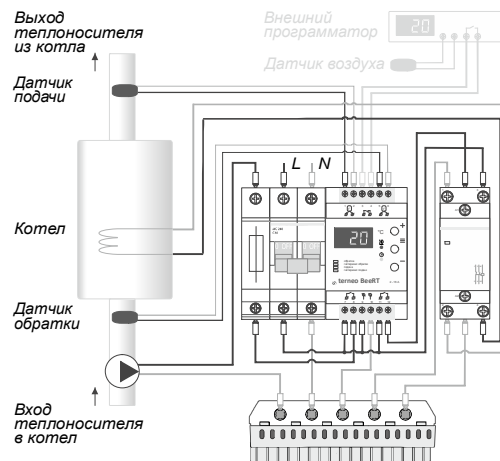 Выход
теплоносителя
из котла
Датчик
подачи
Котел
Датчик
обратки
Вход
теплоносителя
в котел
Внешний
программатор
20
Датчик воздуха
L N
20
°C
terneo BeeRT